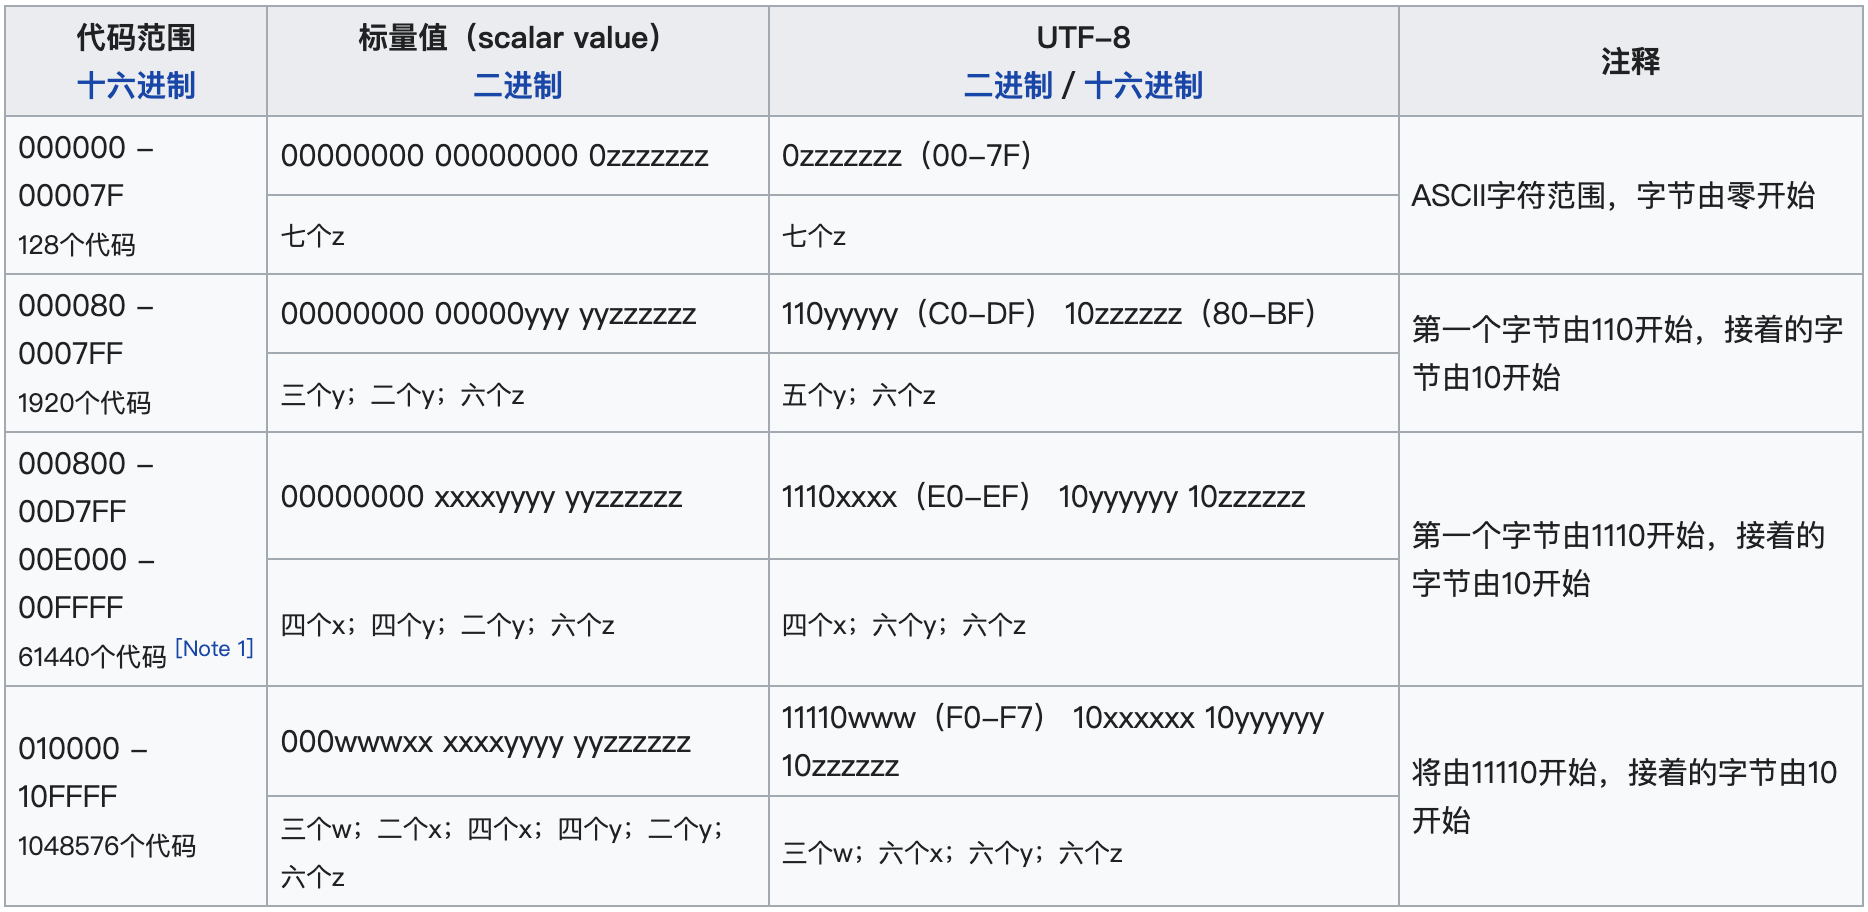 代码范围
十六进制
标量值（scalar value）
二进制
UTF-8
二进制 / 十六进制
注释
000000 –
00007F
128个代码
00000000 00000000 0zzzzzzz
0zzzzzzz（00-7F）
七个z
七个z
ASCII字符范围，字节由零开始
000080 –
0007FF
1920个代码
00000000 00000yyy yyzzzzzz
110yyyyy（C0-DF） 10zzzzzz（80-BF）
三个y；二个y；六个z
五个y；六个z
第一个字节由110开始，接着的字
节由10开始
000800 –
00D7FF
00E000 –
00FFFF
61440个代码 [Note 1]
00000000 xxxxyyyy yyzzzzzz
1110xxxx（E0-EF） 10yyyyyy 10zzzzzz
四个x；四个y；二个y；六个z
四个x；六个y；六个z
第一个字节由1110开始，接着的
字节由10开始
010000 –
10FFFF
1048576个代码
000wwwxx xxxxyyyy yyzzzzzz
11110www（F0-F7） 10xxxxxx 10yyyyyy
10zzzzzz
三个w；二个x；四个x；四个y；二个y；
六个z
三个w；六个x；六个y；六个z
将由11110开始，接着的字节由10
开始